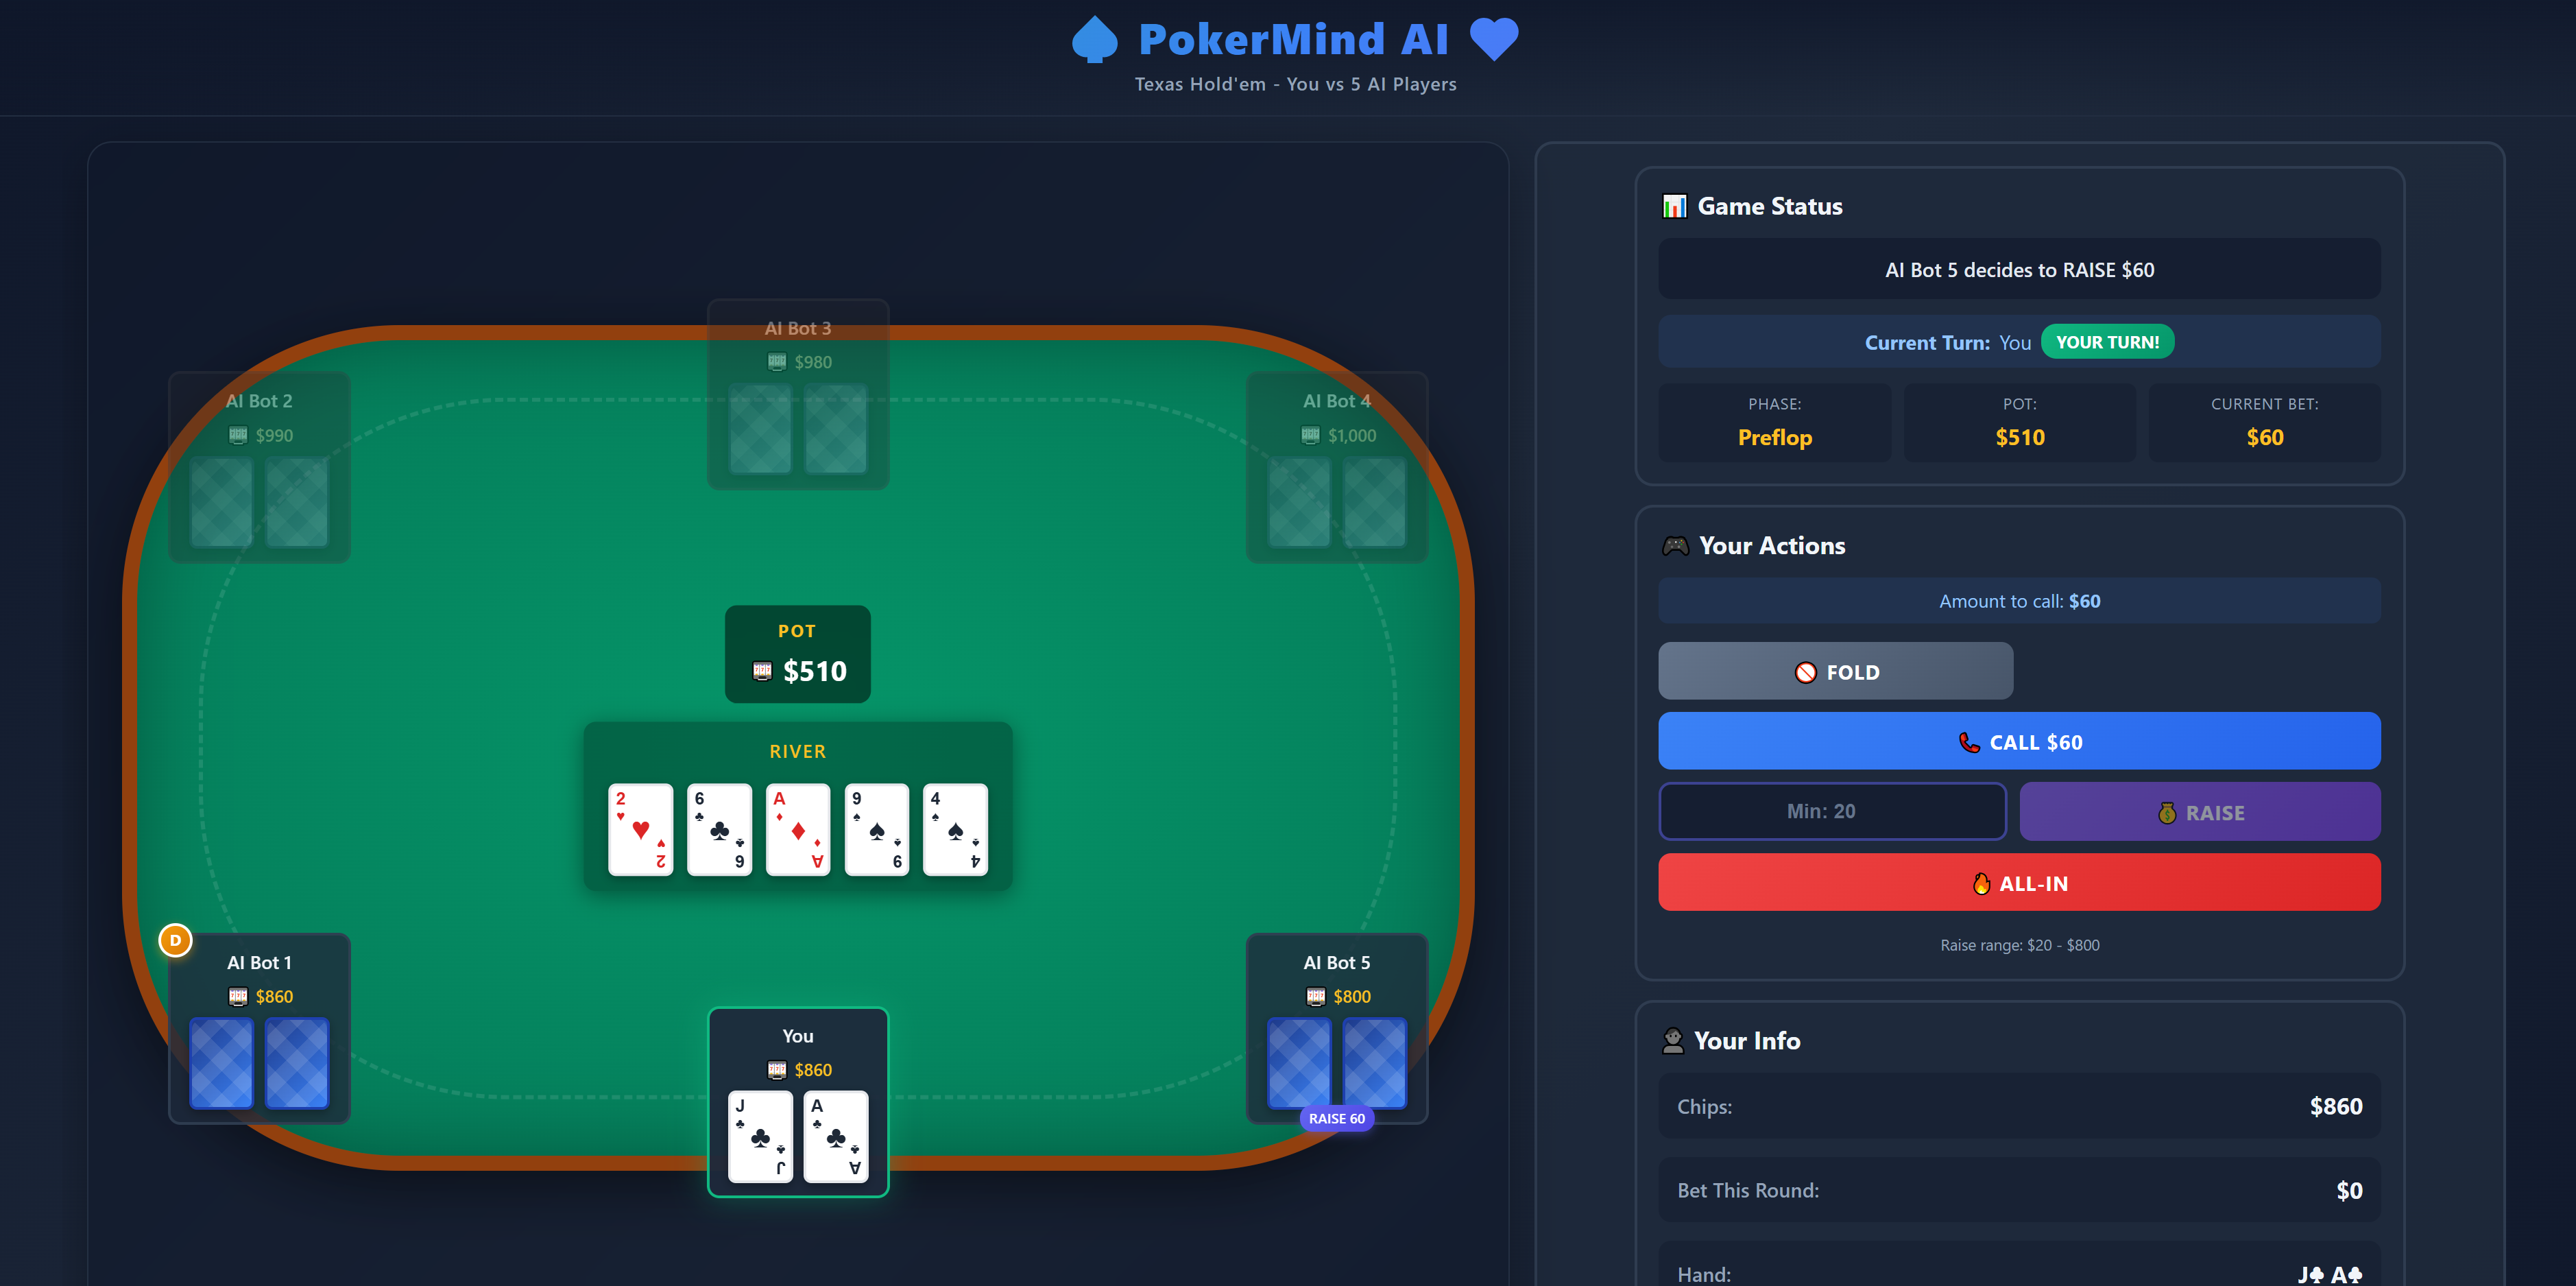 PokerMind AI
Texas Hold'em - You vs 5 AI Players
AI Bot 3
$980
AI Bot 2
$990
AI Bot 4
$1,000
POT
$510
RIVER
2♥ 2♥
6♣ 6♣
A♦ A♦
9♠ 9♠
4♠ 4♠
D
AI Bot 1
$860
AI Bot 5
$800
RAISE 60
You
$860
J♣ J♣
A♣ A♣
Game Status
AI Bot 5 decides to RAISE $60
Current Turn: You YOUR TURN!
PHASE:
Preflop
POT:
$510
CURRENT BET:
$60
Your Actions
Amount to call: $60
FOLD
CALL $60
Min: 20
RAISE
ALL-IN
Raise range: $20 - $800
Your Info
Chips: $860
Bet This Round: $0
Hand: J♣ A♣